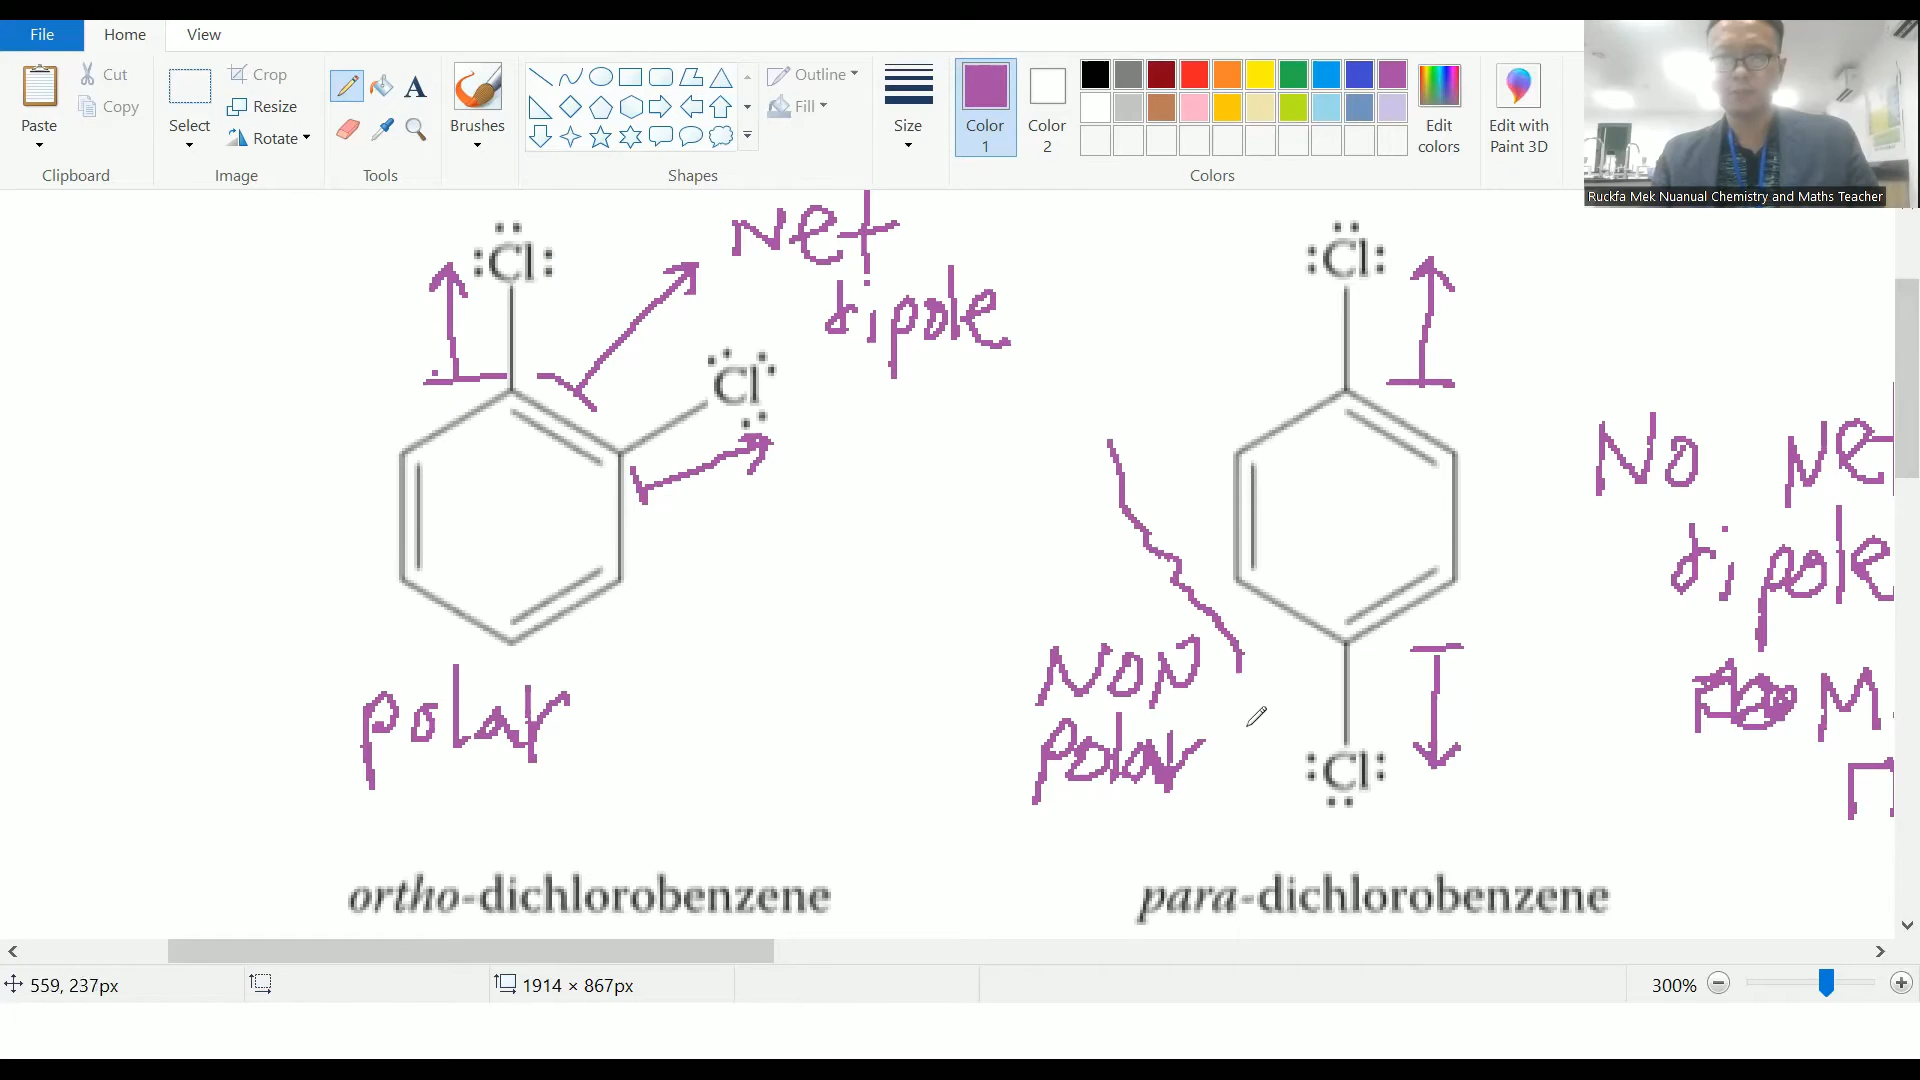 File Home View
Paste
Cut
Copy
Clipboard
Select
Crop
Resize
Rotate
Image
Tools
A
Brushes
Shapes
Outline
Fill
Size
Color
1
Color
2
Edit
colors
Colors
Edit with
Paint 3D
Ruckfa Mek Nuanual Chemistry and Maths Teacher
:Cl:
Net
dipole
Cl
polar
ortho-dichlorobenzene
:Cl:
NON
polar
:Cl:
para-dichlorobenzene
No Ne
dipole
M
559, 237px
1914 × 867px
300%